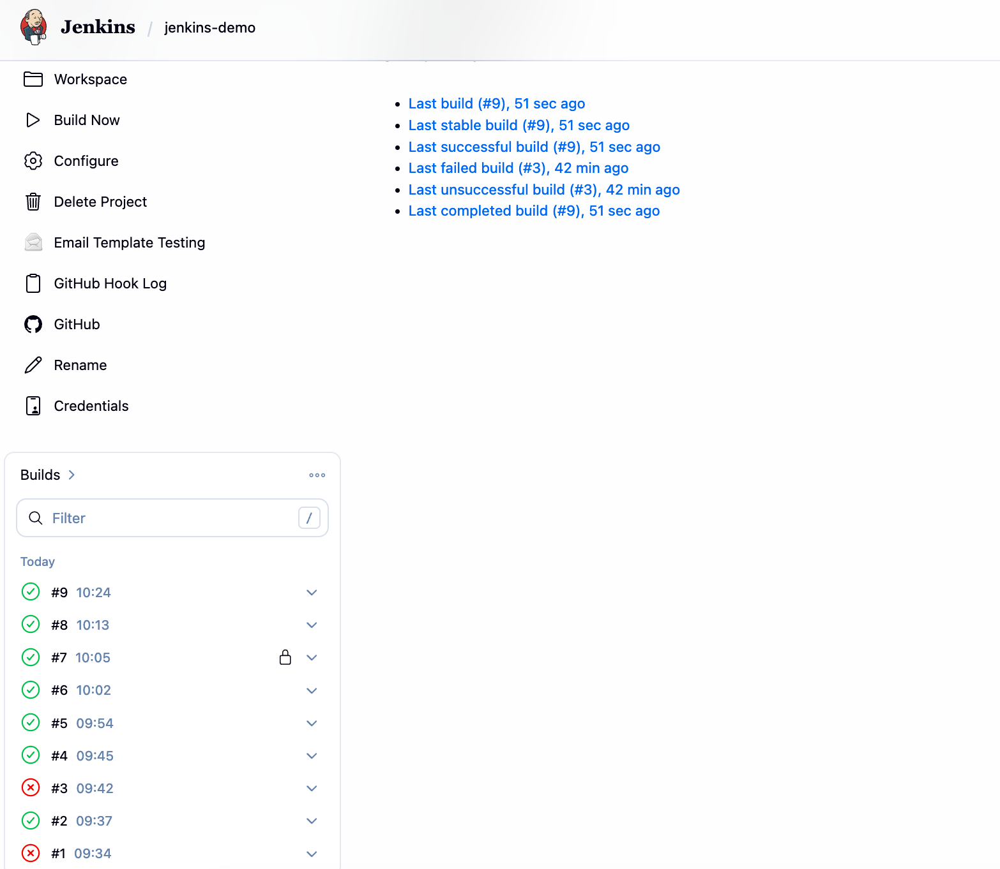 Jenkins / jenkins-demo
Workspace
Build Now
Configure
Delete Project
Email Template Testing
GitHub Hook Log
GitHub
Rename
Credentials
Last build (#9), 51 sec ago
Last stable build (#9), 51 sec ago
Last successful build (#9), 51 sec ago
Last failed build (#3), 42 min ago
Last unsuccessful build (#3), 42 min ago
Last completed build (#9), 51 sec ago
Builds
Filter /
Today
#9 10:24
#8 10:13
#7 10:05
#6 10:02
#5 09:54
#4 09:45
#3 09:42
#2 09:37
#1 09:34